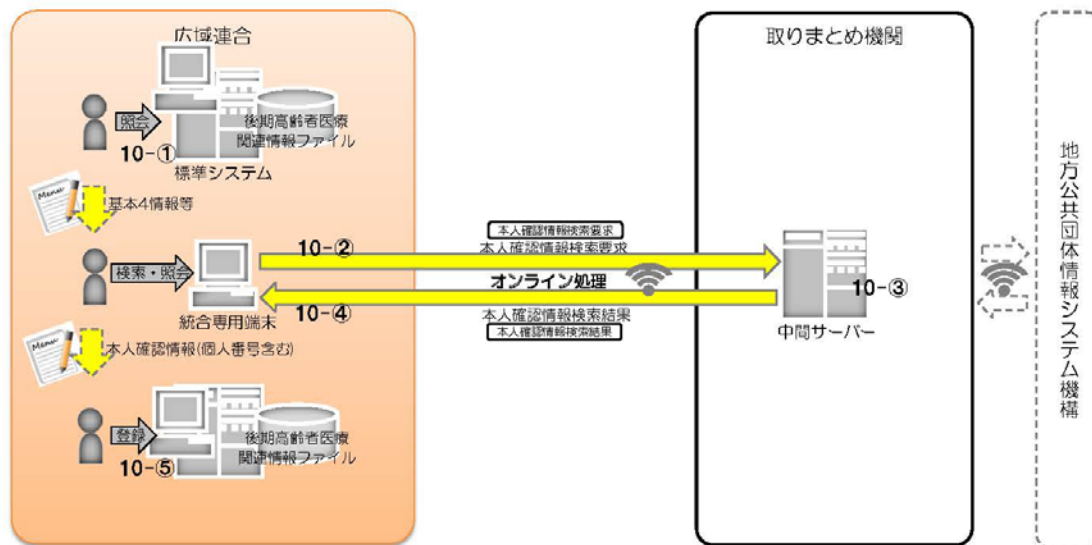 広域連合
照会
10-①
後期高齢者医療
関連情報ファイル
標準システム
Menu
基本4情報等
検索・照会
統合専用端末
10-②
本人確認情報検索要求
本人確認情報検索要求
オンライン処理
10-④
本人確認情報検索結果
本人確認情報検索結果
Menu
本人確認情報(個人番号含む)
登録
10-⑤
後期高齢者医療
関連情報ファイル
取りまとめ機関
10-③
中間サーバー
地方公共団体情報システム機構